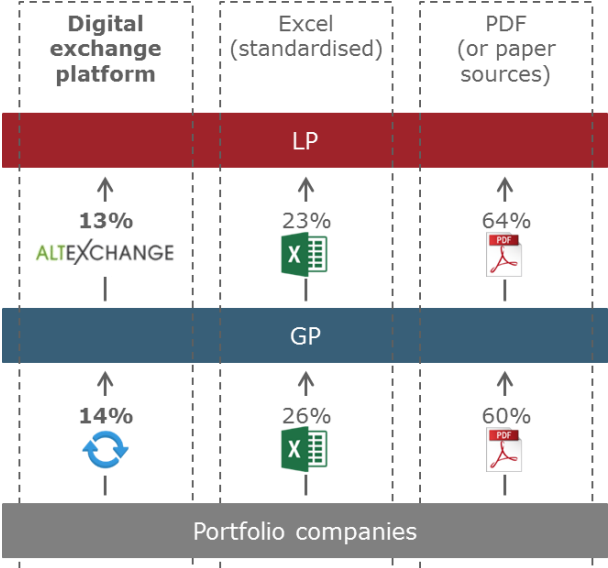 Digital
exchange
platform
Excel
(standardised)
PDF
(or paper
sources)
LP
13%
23%
64%
ALTEXCHANGE
X
PDF
GP
14%
26%
60%
X
PDF
Portfolio companies